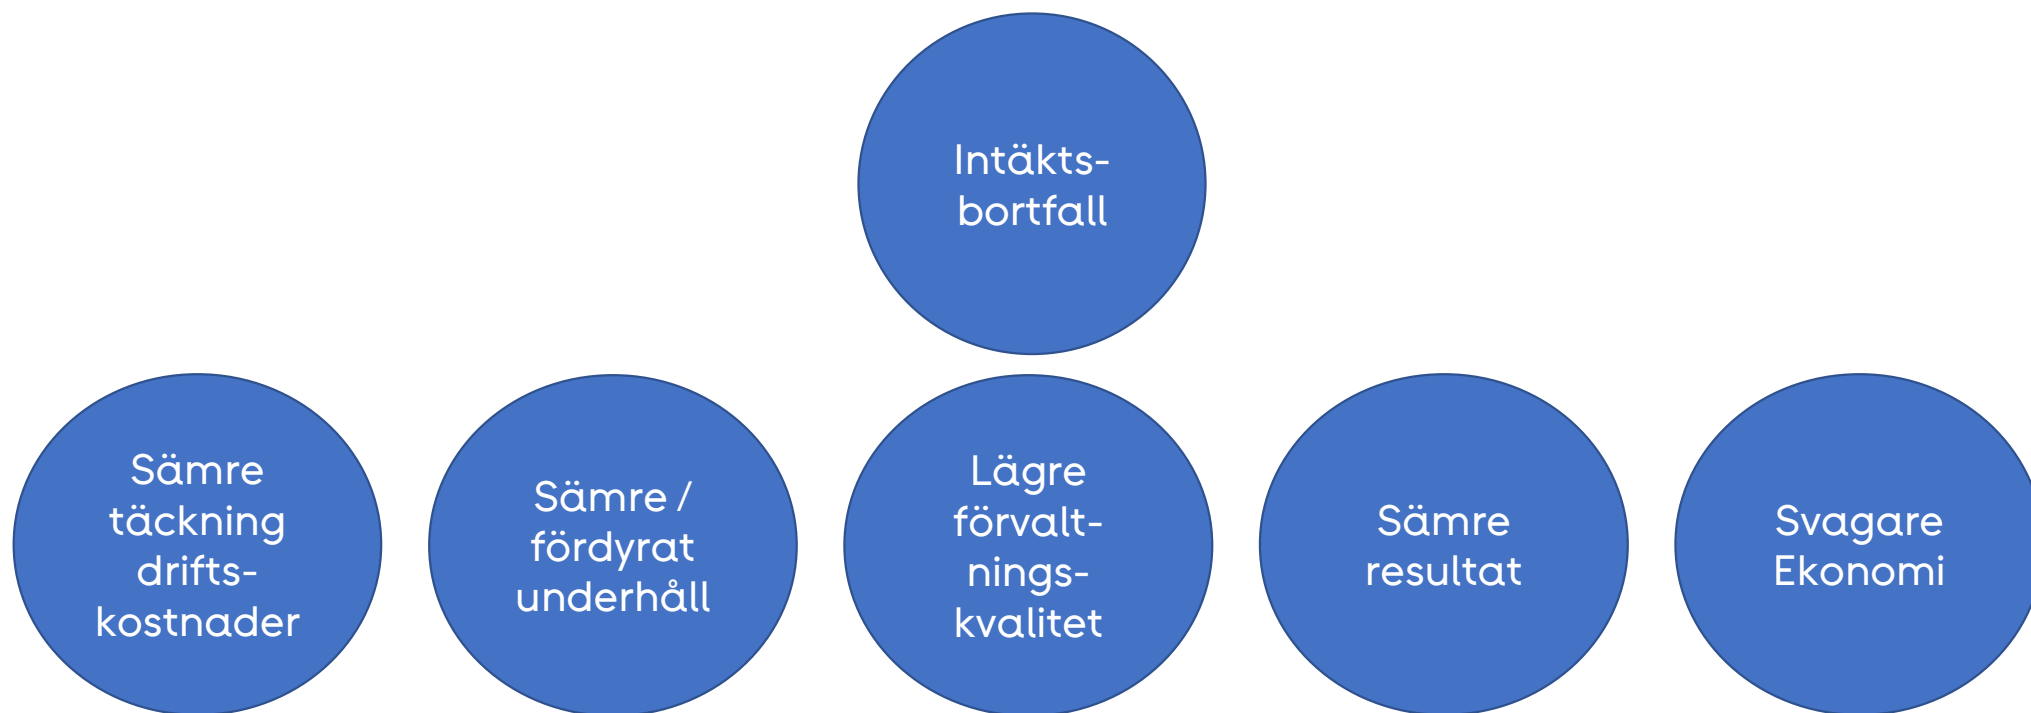 Intäkts-
bortfall
Sämre
täckning
drifts-
kostnader
Sämre /
fördyrat
underhåll
Lägre
förvalt-
nings-
kvalitet
Sämre
resultat
Svagare
Ekonomi